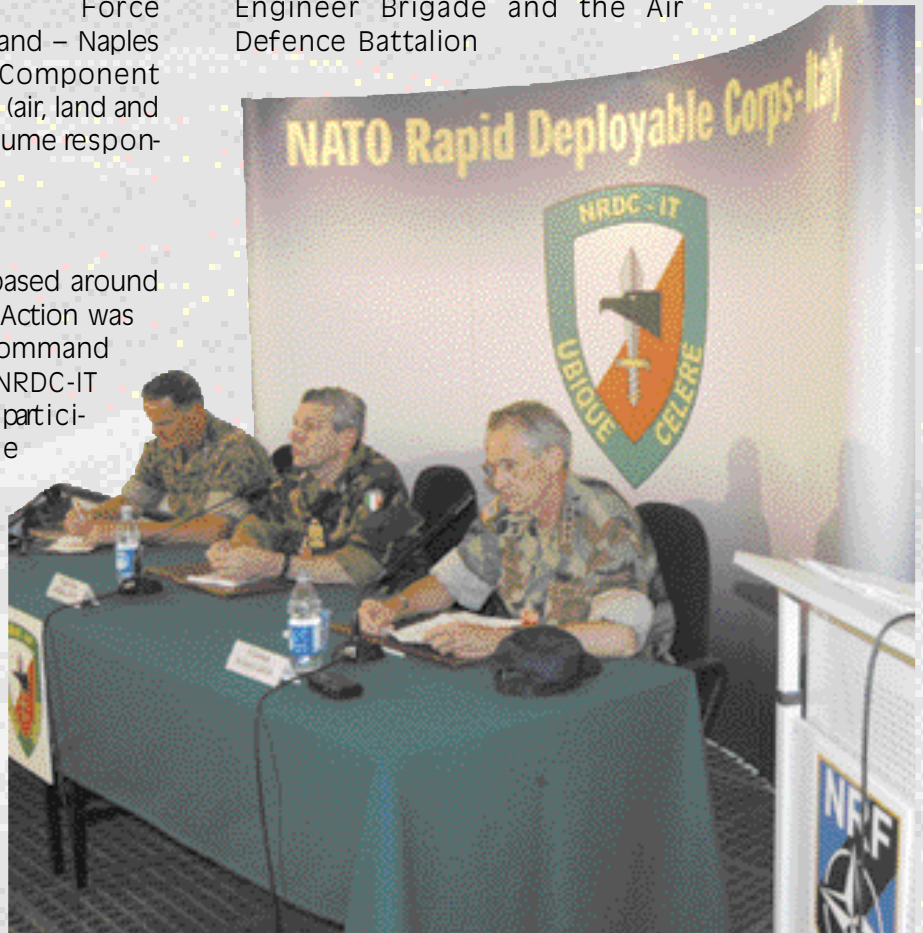 Force
and – Naples
Component
(air, land and
ume respon-
based around
Action was
ommand
NRDC-IT
partici-
e
Engineer Brigade and the Air
Defence Battalion
NATO Rapid Deployable Corps-Italy
NRDC - IT
UBIQUE CELERE
NRF